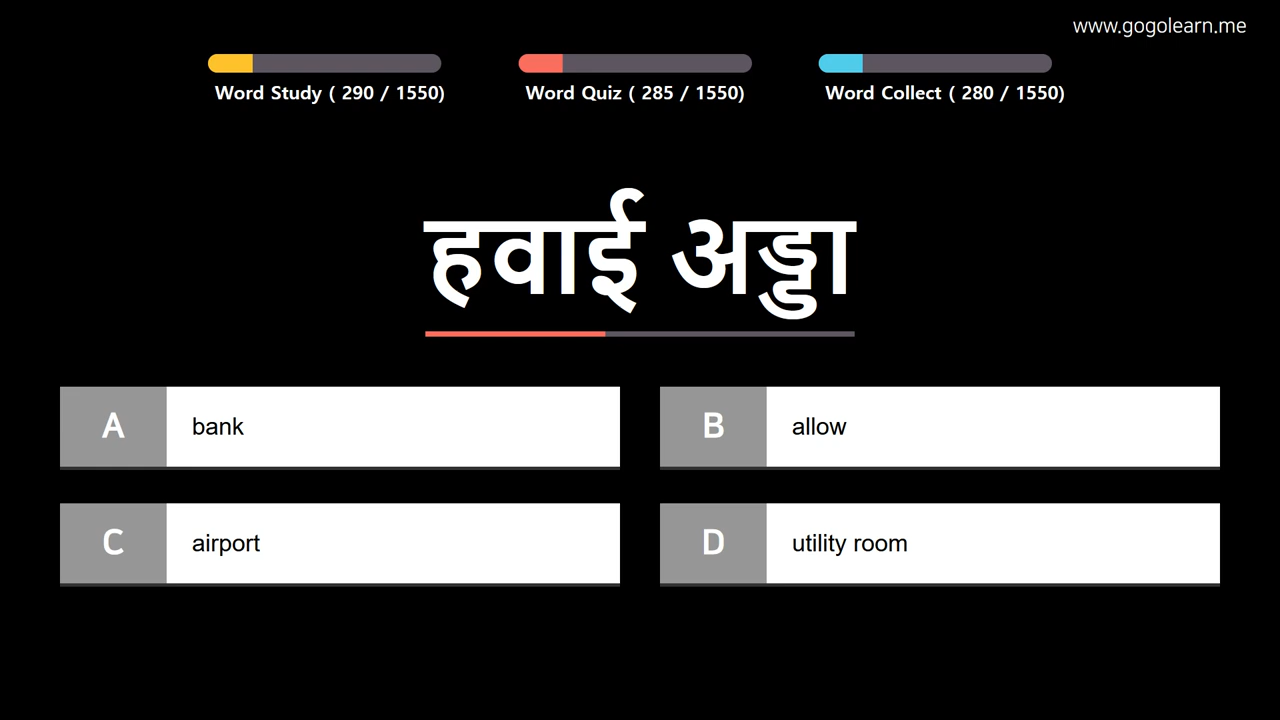 www.gogolearn.me
Word Study ( 290 / 1550)
Word Quiz ( 285 / 1550)
Word Collect ( 280 / 1550)
हवाई अड्डा
A bank
B allow
C airport
D utility room